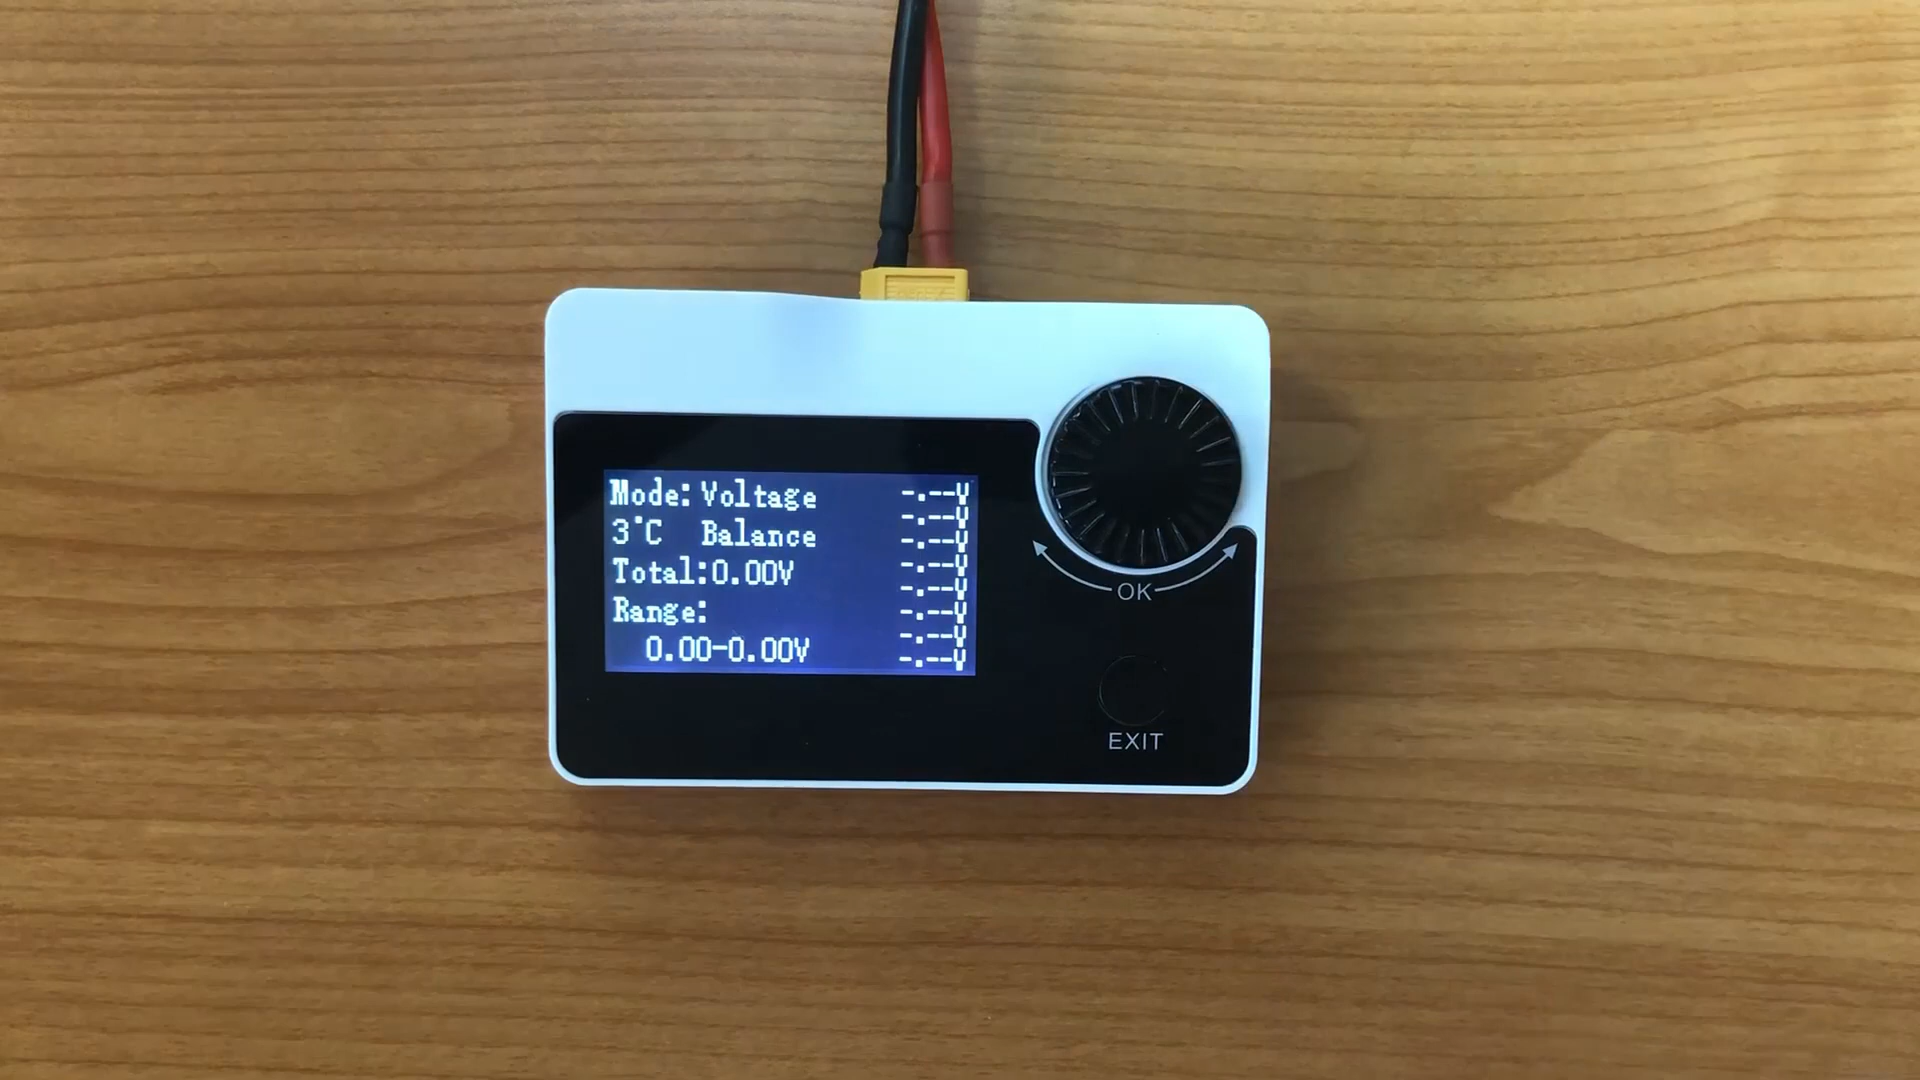 Mode: Voltage
3°C Balance
Total:0.00V
Range:
0.00-0.00V
-.--V
-.--V
-.--V
-.--V
-.--V
-.--V
-.--V
-.--V
OK
EXIT